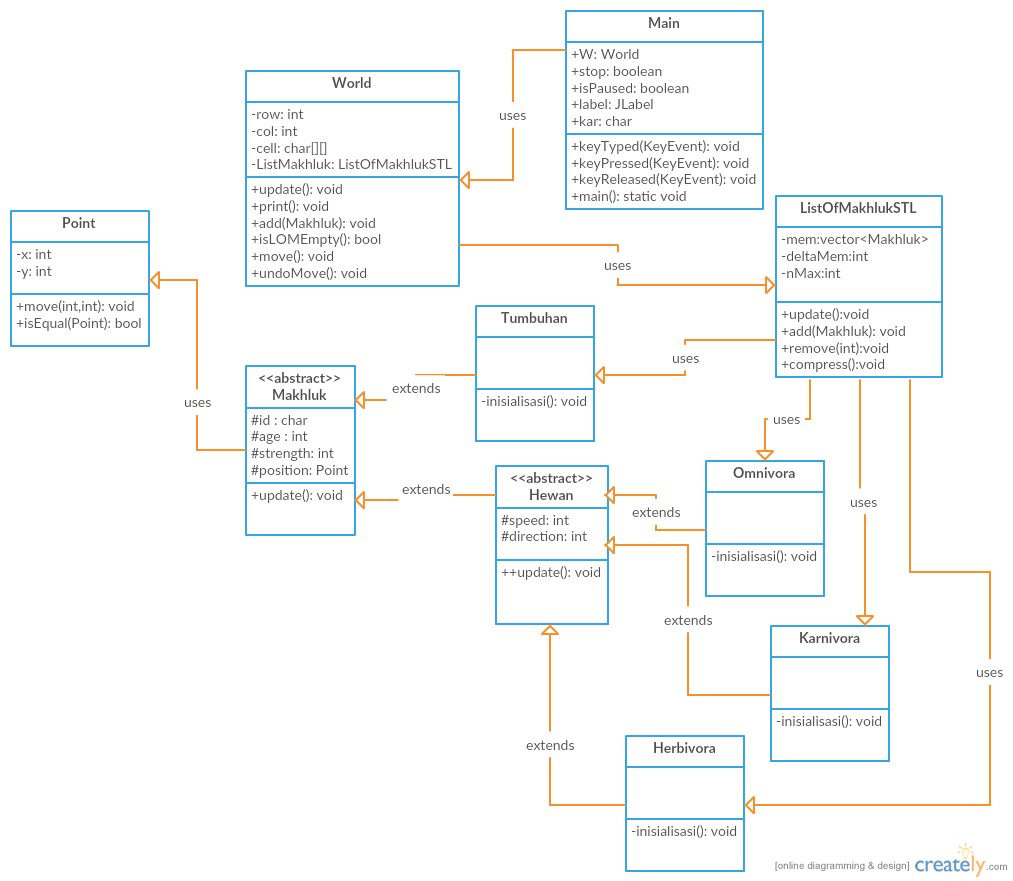 Main
+W: World
+stop: boolean
+isPaused: boolean
+label: JLabel
+kar: char
+keyTyped(KeyEvent): void
+keyPressed(KeyEvent): void
+keyReleased(KeyEvent): void
+main(): static void
uses
World
-row: int
-col: int
-cell: char[][]
-ListMakhluk: ListOfMakhlukSTL
+update(): void
+print(): void
+add(Makhluk): void
+isLOMEmpty(): bool
+move(): void
+undoMove(): void
uses
ListOfMakhlukSTL
-mem:vector<Makhluk>
-deltaMem:int
-nMax:int
+update():void
+add(Makhluk): void
+remove(int):void
+compress():void
Point
-x: int
-y: int
+move(int,int): void
+isEqual(Point): bool
uses
Tumbuhan
-inisialisasi(): void
uses
extends
<<abstract>>
Makhluk
#id : char
#age : int
#strength: int
#position: Point
+update(): void
extends
<<abstract>>
Hewan
#speed: int
#direction: int
++update(): void
extends
uses
Omnivora
-inisialisasi(): void
uses
extends
Karnivora
-inisialisasi(): void
uses
extends
Herbivora
-inisialisasi(): void
[online diagramming & design] creately.com